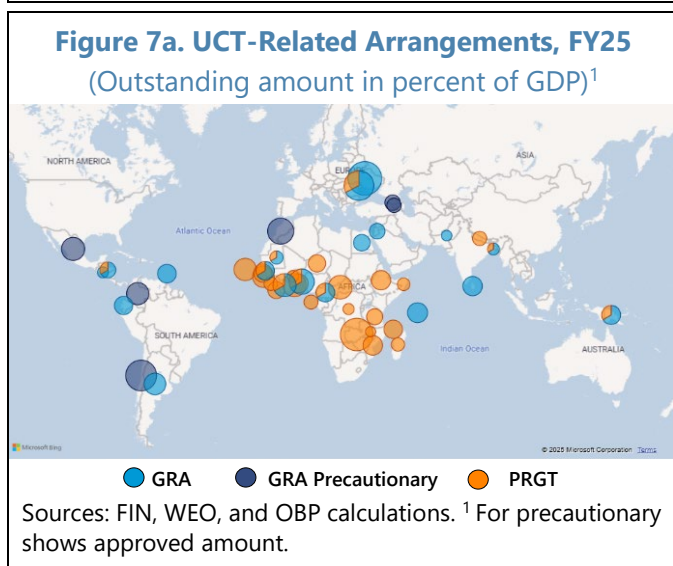 Figure 7a. UCT-Related Arrangements, FY25
(Outstanding amount in percent of GDP)¹
NORTH AMERICA
ASIA
EUR
Atlantic Ocean
AFRICA
SOUTH AMERICA
Indian Ocean
AUSTRALIA
Microsoft Bing
© 2025 Microsoft Corporation Terms
GRA GRA Precautionary PRGT
Sources: FIN, WEO, and OBP calculations. ¹ For precautionary
shows approved amount.